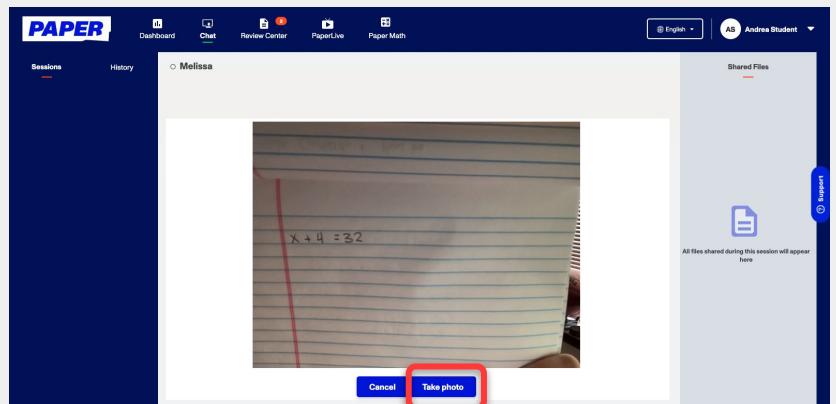 PAPER
Dashboard
Chat
Review Center
2
PaperLive
Paper Math
English
AS
Andrea Student
Sessions
History
Melissa
Shared Files
x + 4 = 32
Support
All files shared during this session will appear
here
Cancel
Take photo